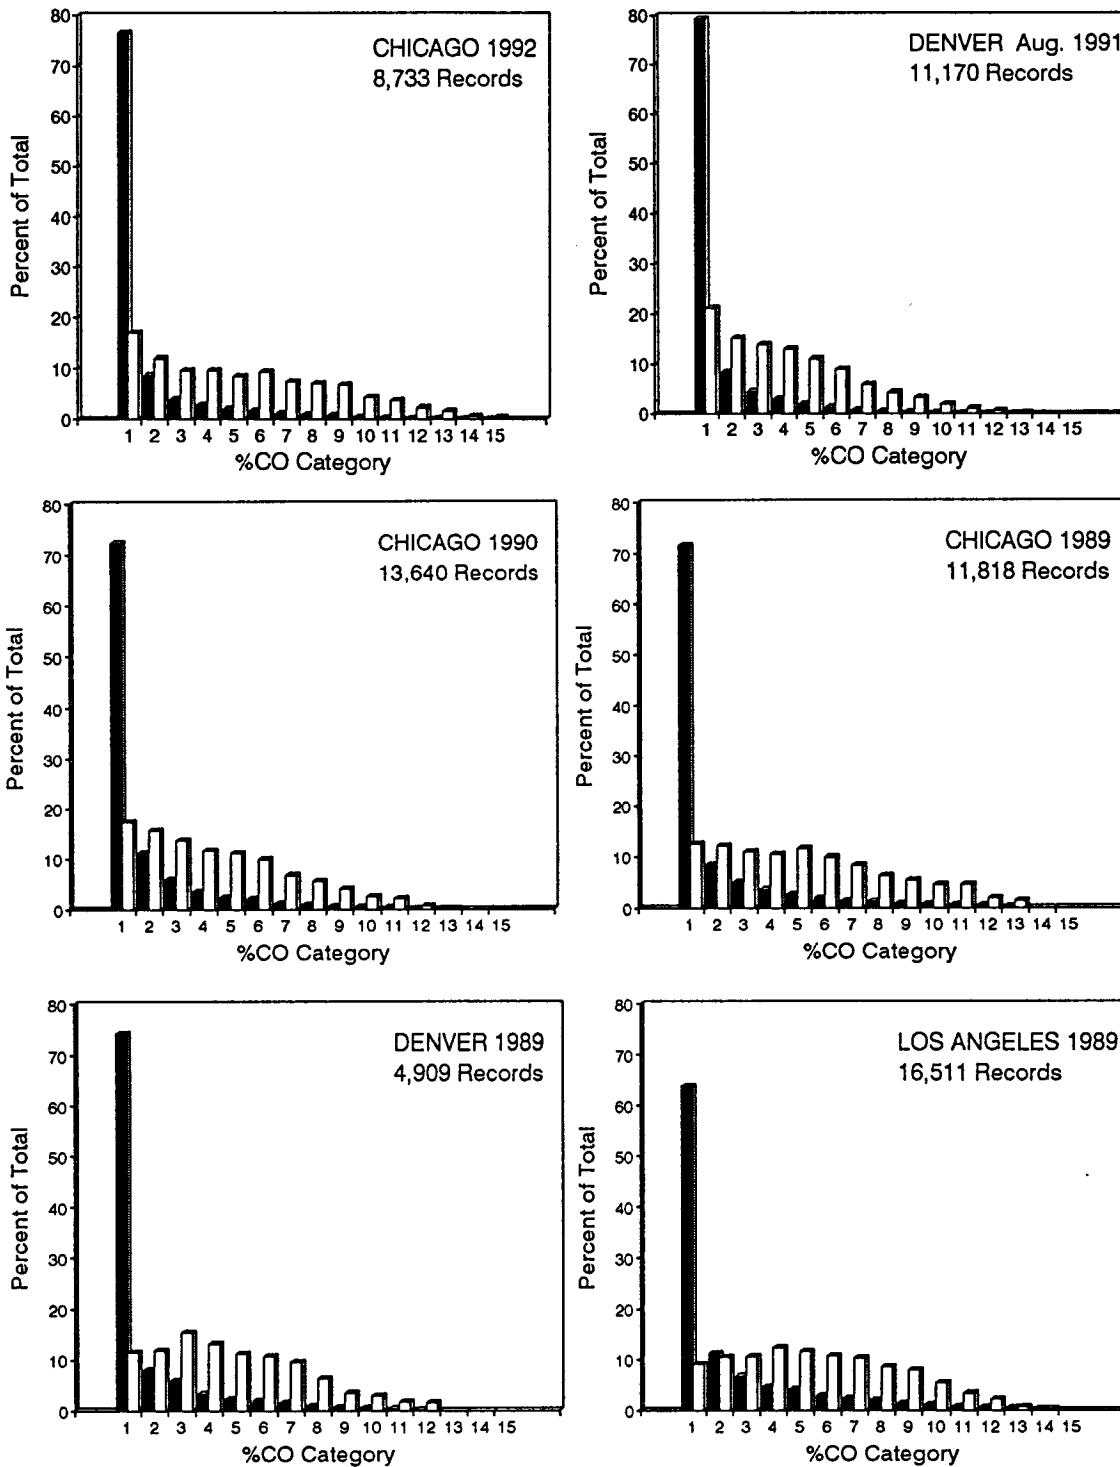 CHICAGO 1992
8,733 Records
Percent of Total
80
70
60
50
40
30
20
10
0
1 2 3 4 5 6 7 8 9 10 11 12 13 14 15
%CO Category
DENVER Aug. 1991
11,170 Records
Percent of Total
80
70
60
50
40
30
20
10
0
1 2 3 4 5 6 7 8 9 10 11 12 13 14 15
%CO Category
CHICAGO 1990
13,640 Records
Percent of Total
80
70
60
50
40
30
20
10
0
1 2 3 4 5 6 7 8 9 10 11 12 13 14 15
%CO Category
CHICAGO 1989
11,818 Records
Percent of Total
80
70
60
50
40
30
20
10
0
1 2 3 4 5 6 7 8 9 10 11 12 13 14 15
%CO Category
DENVER 1989
4,909 Records
Percent of Total
80
70
60
50
40
30
20
10
0
1 2 3 4 5 6 7 8 9 10 11 12 13 14 15
%CO Category
LOS ANGELES 1989
16,511 Records
Percent of Total
80
70
60
50
40
30
20
10
0
1 2 3 4 5 6 7 8 9 10 11 12 13 14 15
%CO Category